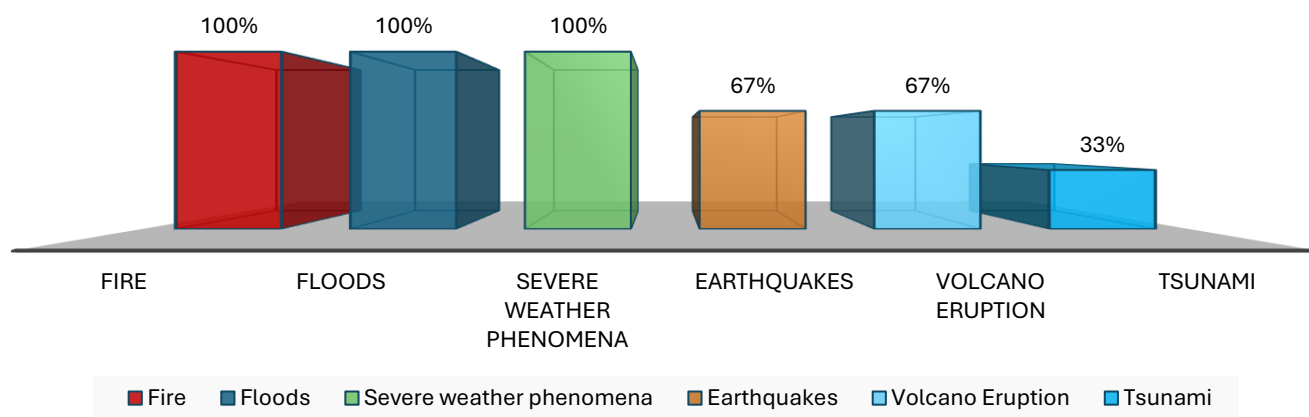 100% 100% 100%
67% 67%
33%
FIRE FLOODS SEVERE EARTHQUAKES VOLCANO TSUNAMI
WEATHER ERUPTION
PHENOMENA
Fire Floods Severe weather phenomena Earthquakes Volcano Eruption Tsunami